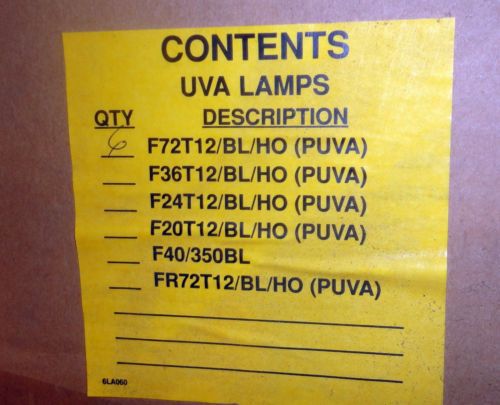 CONTENTS
UVA LAMPS
QTY DESCRIPTION
6 F72T12/BL/HO (PUVA)
F36T12/BL/HO (PUVA)
F24T12/BL/HO (PUVA)
F20T12/BL/HO (PUVA)
F40/350BL
FR72T12/BL/HO (PUVA)
6LA060